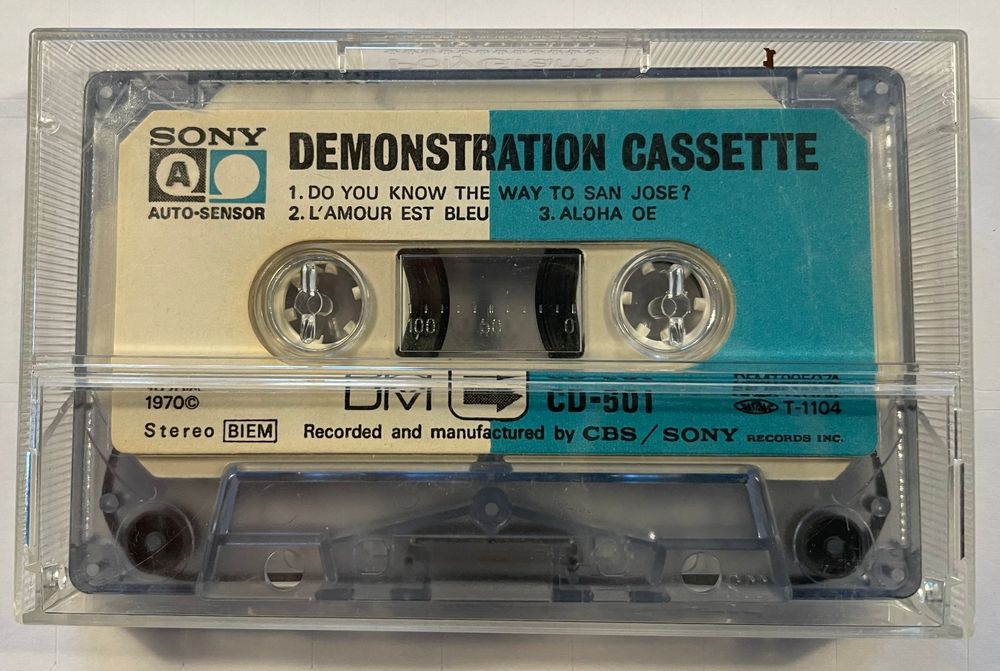 PolyGram
SONY
A
AUTO-SENSOR
DEMONSTRATION CASSETTE
1. DO YOU KNOW THE WAY TO SAN JOSE?
2. L'AMOUR EST BLEU 3. ALOHA OE
100 50 0
1970©
CD-501
T-1104
Stereo BIEM Recorded and manufactured by CBS/SONY RECORDS INC.